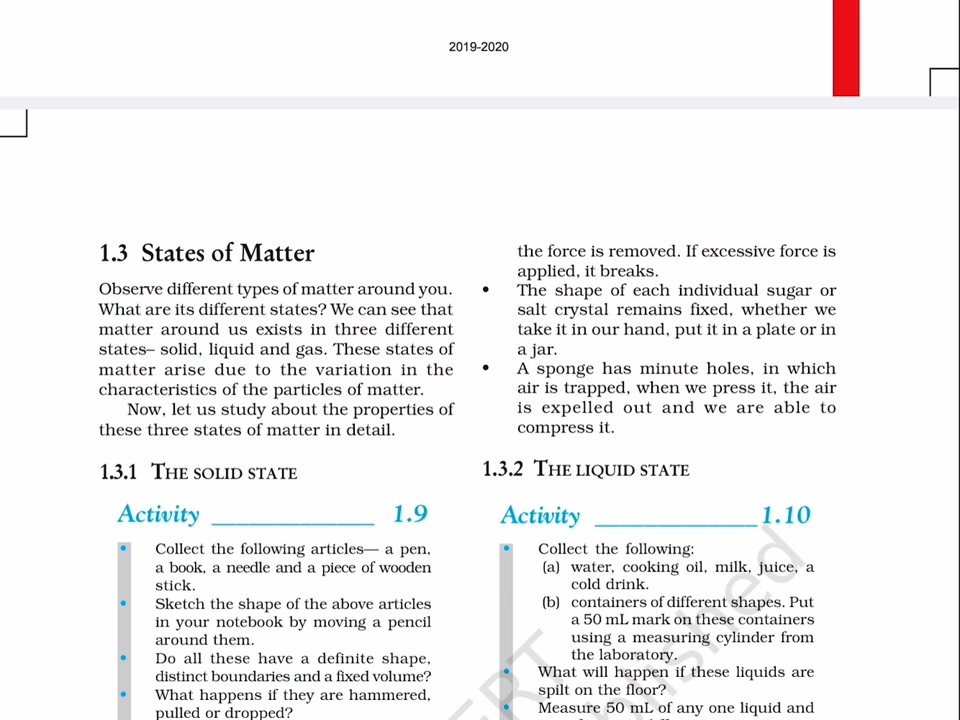 2019-2020
1.3 States of Matter
Observe different types of matter around you.
What are its different states? We can see that
matter around us exists in three different
states– solid, liquid and gas. These states of
matter arise due to the variation in the
characteristics of the particles of matter.
Now, let us study about the properties of
these three states of matter in detail.
1.3.1 THE SOLID STATE
Activity ______________ 1.9
• Collect the following articles— a pen,
a book, a needle and a piece of wooden
stick.
• Sketch the shape of the above articles
in your notebook by moving a pencil
around them.
• Do all these have a definite shape,
distinct boundaries and a fixed volume?
• What happens if they are hammered,
pulled or dropped?
the force is removed. If excessive force is
applied, it breaks.
• The shape of each individual sugar or
salt crystal remains fixed, whether we
take it in our hand, put it in a plate or in
a jar.
• A sponge has minute holes, in which
air is trapped, when we press it, the air
is expelled out and we are able to
compress it.
1.3.2 THE LIQUID STATE
Activity ______________ 1.10
• Collect the following:
(a) water, cooking oil, milk, juice, a
cold drink.
(b) containers of different shapes. Put
a 50 mL mark on these containers
using a measuring cylinder from
the laboratory.
• What will happen if these liquids are
spilt on the floor?
• Measure 50 mL of any one liquid and